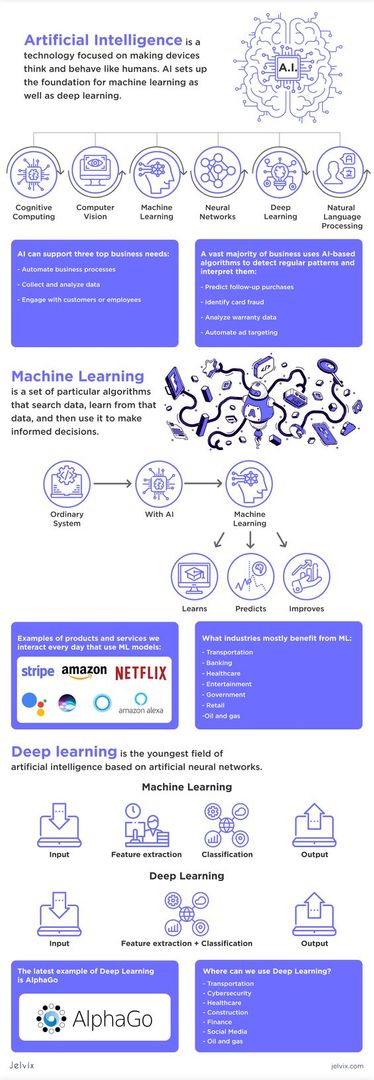 Artificial Intelligence is a
technology focused on making devices
think and behave like humans. AI sets up
the foundation for machine learning as
well as deep learning.
A.I.
Cognitive
Computing
Computer
Vision
Machine
Learning
Neural
Networks
Deep
Learning
Natural
Language
Processing
AI can support three top business needs:
- Automate business processes
- Collect and analyze data
- Engage with customers or employees
A vast majority of business uses AI-based
algorithms to detect regular patterns and
interpret them:
- Predict follow-up purchases
- Identify card fraud
- Analyze warranty data
- Automate ad targeting
Machine Learning
is a set of particular algorithms
that search data, learn from that
data, and then use it to make
informed decisions.
Ordinary
System
With AI
Machine
Learning
Learns
Predicts
Improves
Examples of products and services we
interact every day that use ML models:
stripe
amazon
NETFLIX
amazon alexa
What industries mostly benefit from ML:
- Transportation
- Banking
- Healthcare
- Entertainment
- Government
- Retail
-Oil and gas
Deep learning is the youngest field of
artificial intelligence based on artificial neural networks.
Machine Learning
Input
Feature extraction
Classification
Output
Deep Learning
Input
Feature extraction + Classification
Output
The latest example of Deep Learning
is AlphaGo
AlphaGo
Where can we use Deep Learning?
- Transportation
- Cybersecurity
- Healthcare
- Construction
- Finance
- Social Media
- Oil and gas
Jelvix
jelvix.com